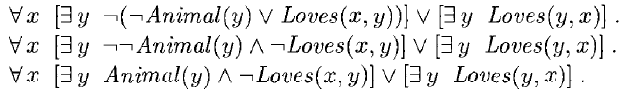 ∀ x [∃ y ¬(¬Animal(y) ∨ Loves(x, y))] ∨ [∃ y Loves(y, x)] .
∀ x [∃ y ¬¬Animal(y) ∧ ¬Loves(x, y)] ∨ [∃ y Loves(y, x)] .
∀ x [∃ y Animal(y) ∧ ¬Loves(x, y)] ∨ [∃ y Loves(y, x)] .